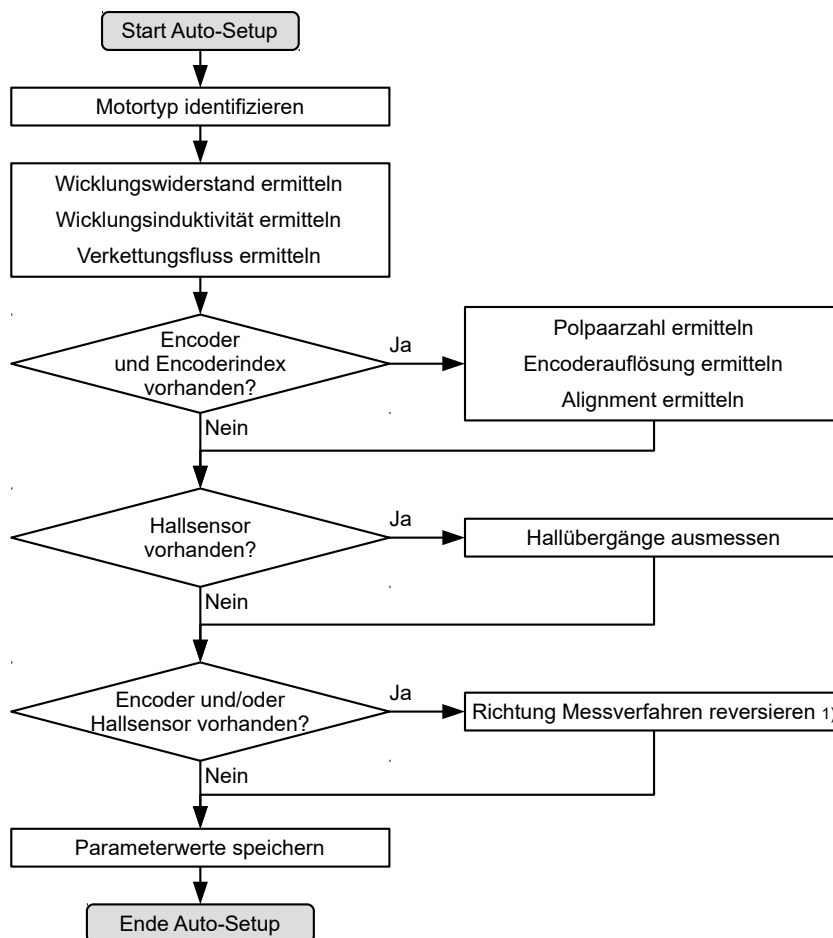 Start Auto-Setup
Motortyp identifizieren
Wicklungswiderstand ermitteln
Wicklungsinduktivität ermitteln
Verkettungsfluss ermitteln
Encoder
und Encoderindex
vorhanden?
Ja
Polpaarzahl ermitteln
Encoderauflösung ermitteln
Alignment ermitteln
Nein
Hallsensor
vorhanden?
Ja
Hallübergänge ausmessen
Nein
Encoder und/oder
Hallsensor vorhanden?
Ja
Richtung Messverfahren reversieren 1)
Nein
Parameterwerte speichern
Ende Auto-Setup